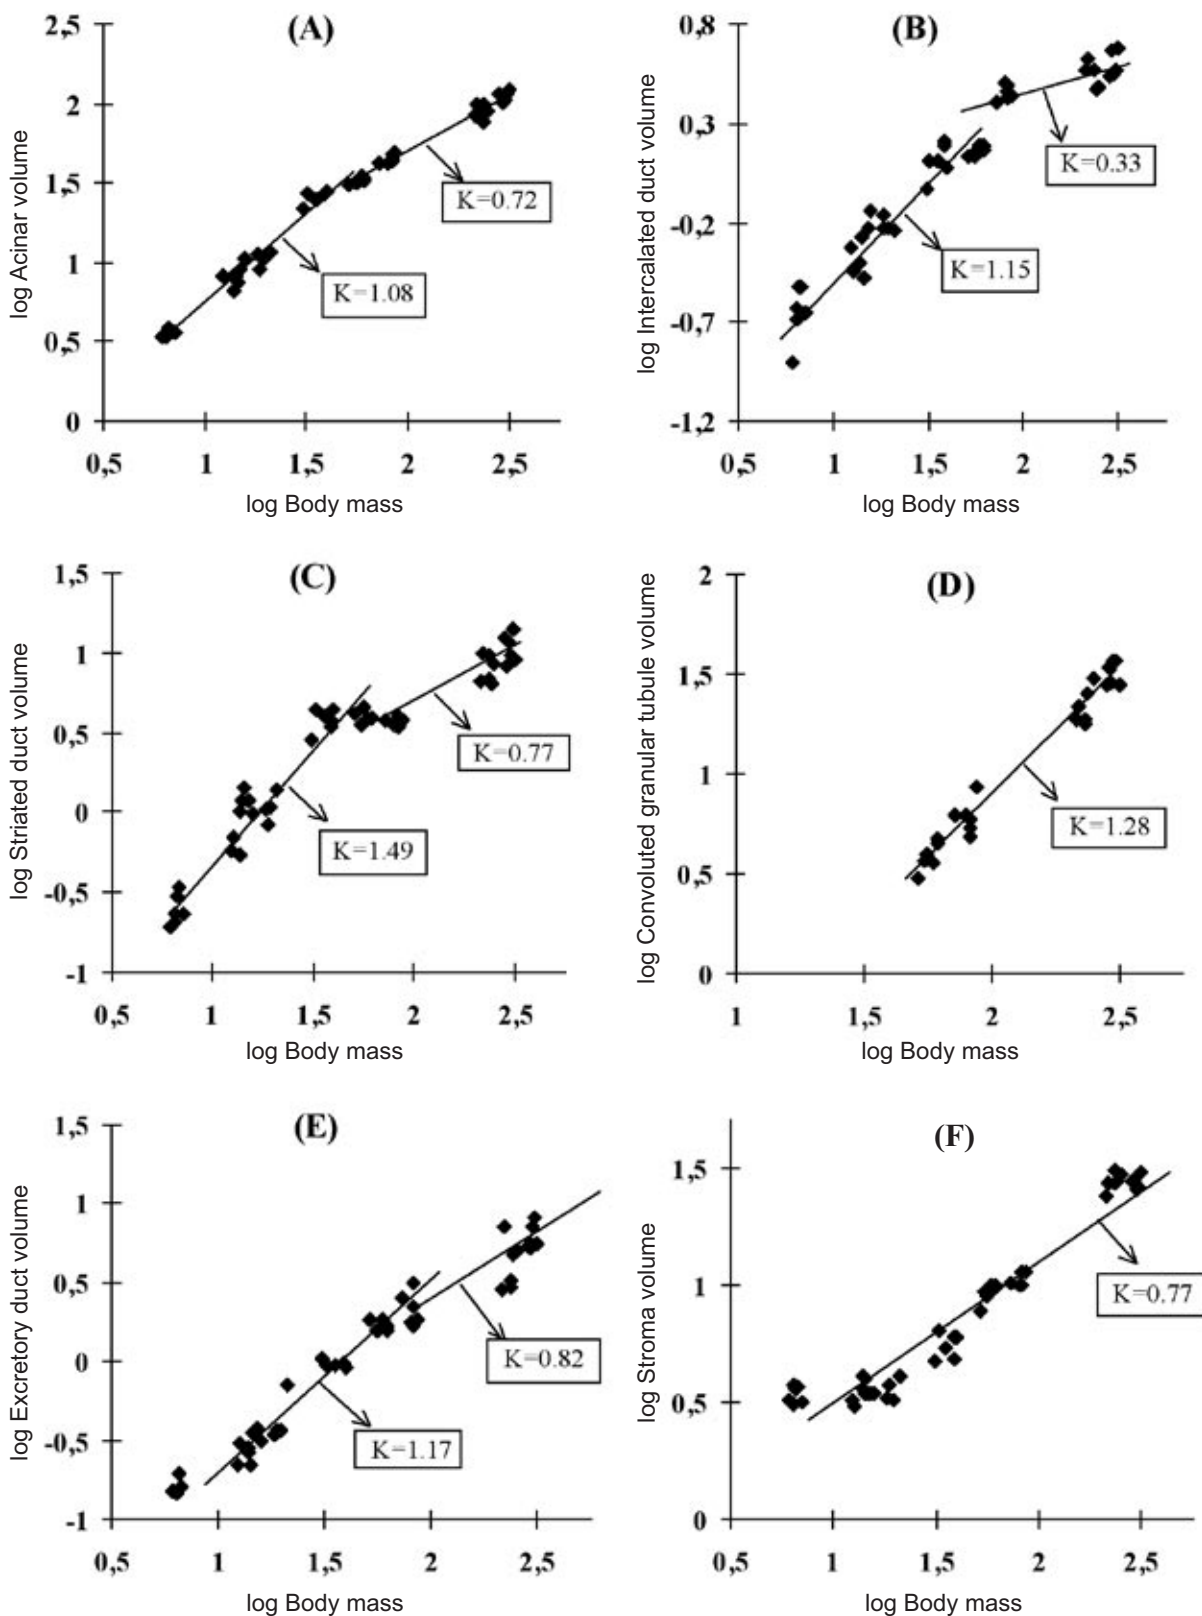 (A)
log Acinar volume
2,5
2
1,5
1
0,5
0
K=0.72
K=1.08
0,5 1 1,5 2 2,5
log Body mass
(B)
log Intercalated duct volume
0,8
0,3
-0,2
-0,7
-1,2
K=0.33
K=1.15
0,5 1 1,5 2 2,5
log Body mass
(C)
log Striated duct volume
1,5
1
0,5
0
-0,5
-1
K=0.77
K=1.49
0,5 1 1,5 2 2,5
log Body mass
(D)
log Convoluted granular tubule volume
2
1,5
1
0,5
0
K=1.28
1 1,5 2 2,5
log Body mass
(E)
log Excretory duct volume
1,5
1
0,5
0
-0,5
-1
K=0.82
K=1.17
0,5 1 1,5 2 2,5
log Body mass
(F)
log Stroma volume
1,5
1
0,5
0
K=0.77
0,5 1 1,5 2 2,5
log Body mass